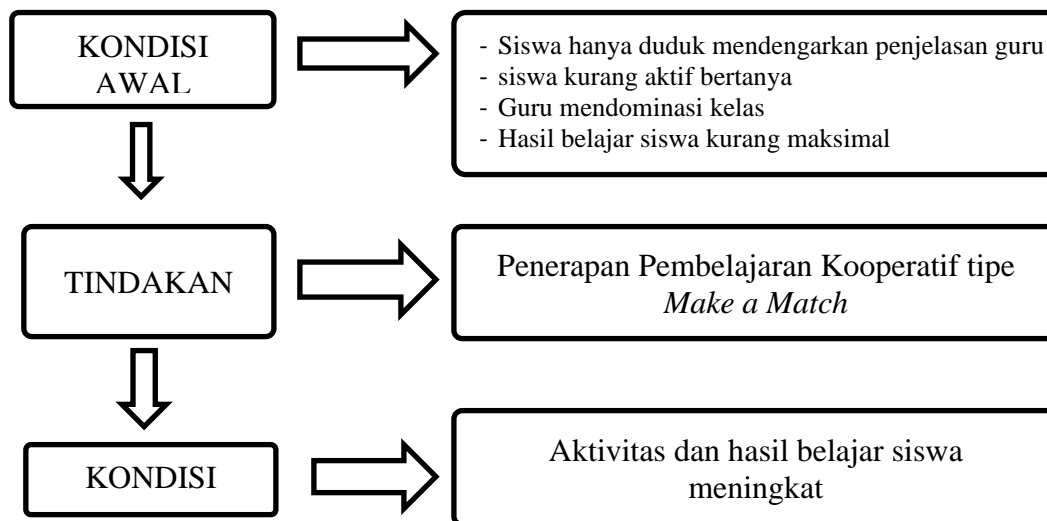 KONDISI
AWAL
- Siswa hanya duduk mendengarkan penjelasan guru
- siswa kurang aktif bertanya
- Guru mendominasi kelas
- Hasil belajar siswa kurang maksimal
TINDAKAN
Penerapan Pembelajaran Kooperatif tipe
Make a Match
KONDISI
Aktivitas dan hasil belajar siswa
meningkat